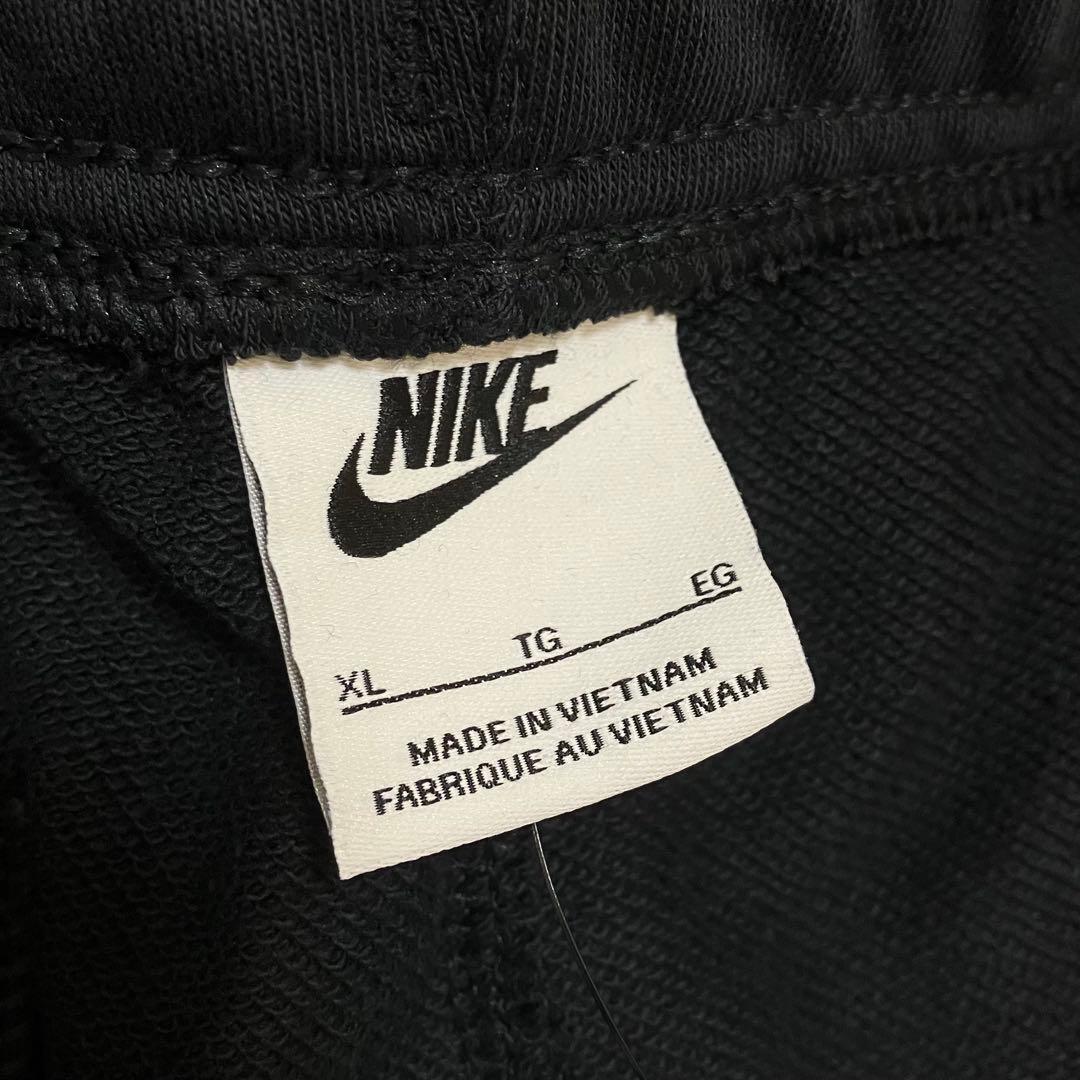 NIKE
XL TG EG
MADE IN VIETNAM
FABRIQUE AU VIETNAM